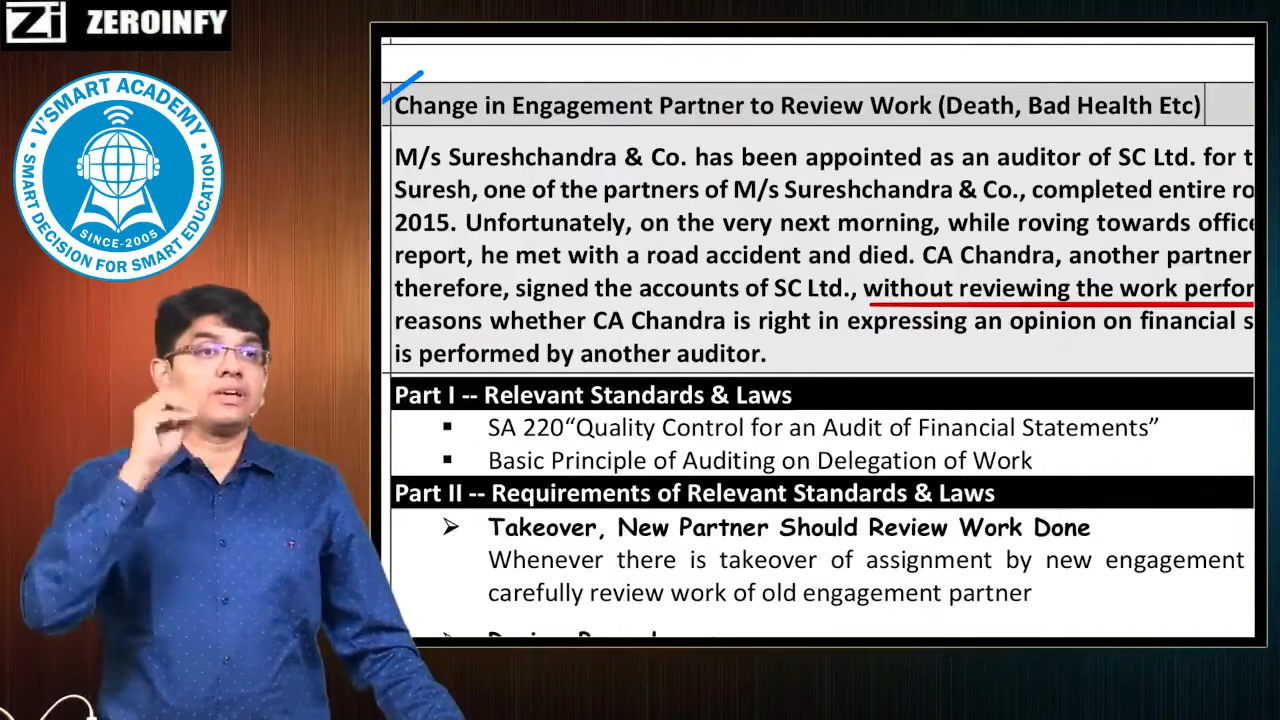 Zi ZEROINFY
V'SMART ACADEMY
SINCE-2005
SMART DECISION FOR SMART EDUCATION
Change in Engagement Partner to Review Work (Death, Bad Health Etc)
M/s Sureshchandra & Co. has been appointed as an auditor of SC Ltd. for
Suresh, one of the partners of M/s Sureshchandra & Co., completed entire
2015. Unfortunately, on the very next morning, while roving towards
report, he met with a road accident and died. CA Chandra, another partner
therefore, signed the accounts of SC Ltd., without reviewing the work
reasons whether CA Chandra is right in expressing an opinion on financial
is performed by another auditor.
Part I -- Relevant Standards & Laws
▪ SA 220“Quality Control for an Audit of Financial Statements”
▪ Basic Principle of Auditing on Delegation of Work
Part II -- Requirements of Relevant Standards & Laws
➢ Takeover, New Partner Should Review Work Done
Whenever there is takeover of assignment by new engagement
carefully review work of old engagement partner